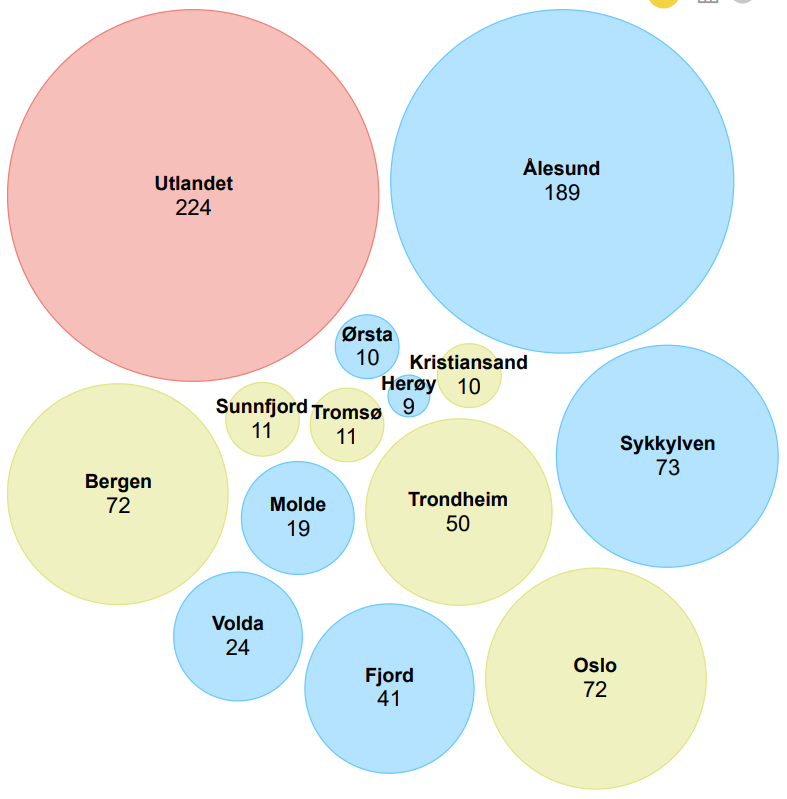 Utlandet
224
Ålesund
189
Ørsta
10
Kristiansand
10
Herøy
9
Sunnfjord
11
Tromsø
11
Sykkylven
73
Bergen
72
Molde
19
Trondheim
50
Volda
24
Fjord
41
Oslo
72